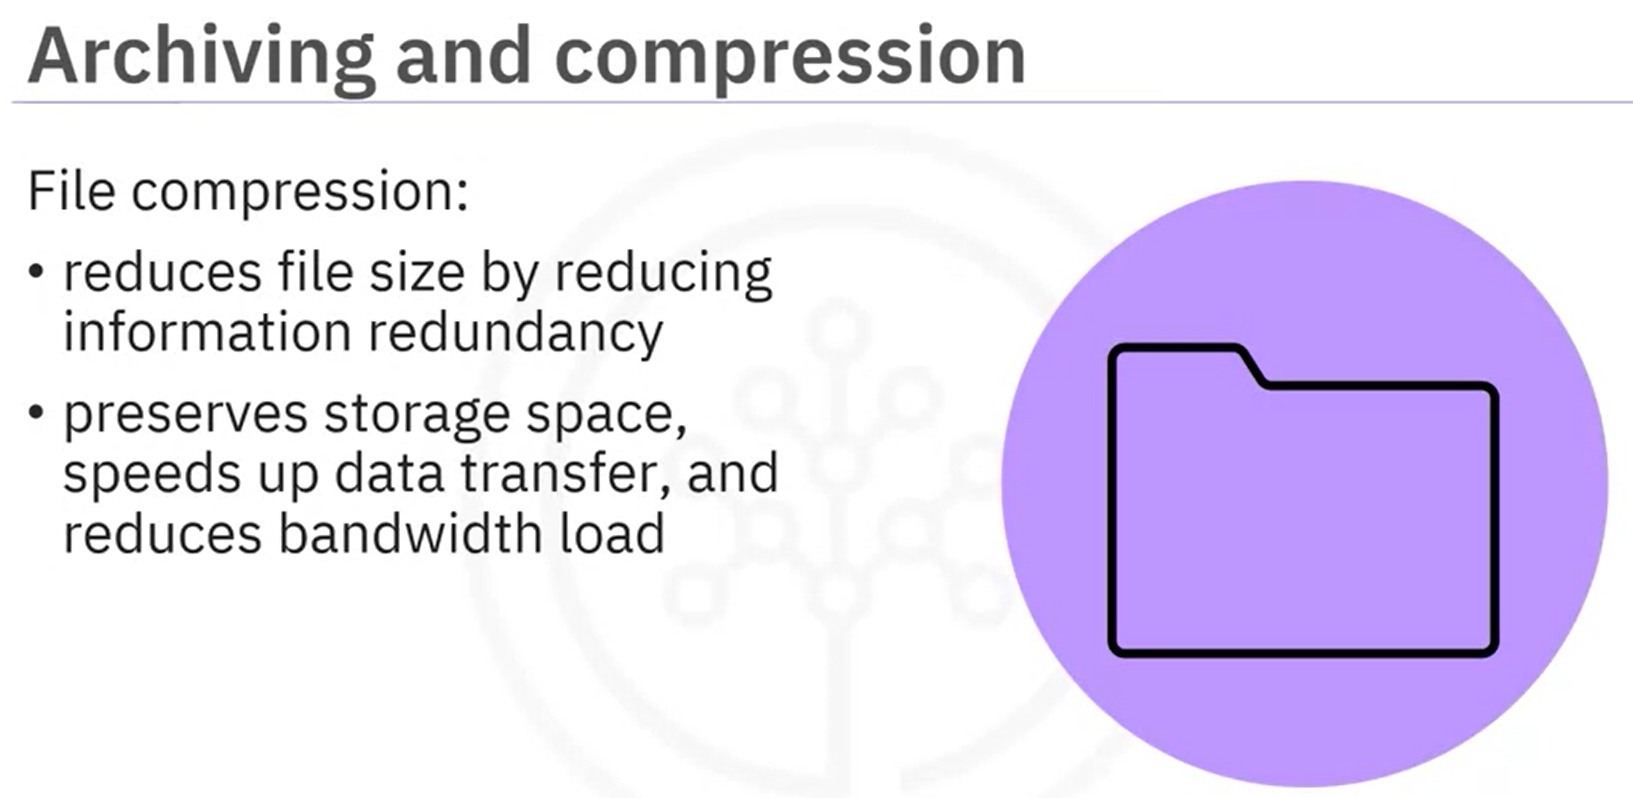 Archiving and compression
File compression:
• reduces file size by reducing
information redundancy
• preserves storage space,
speeds up data transfer, and
reduces bandwidth load